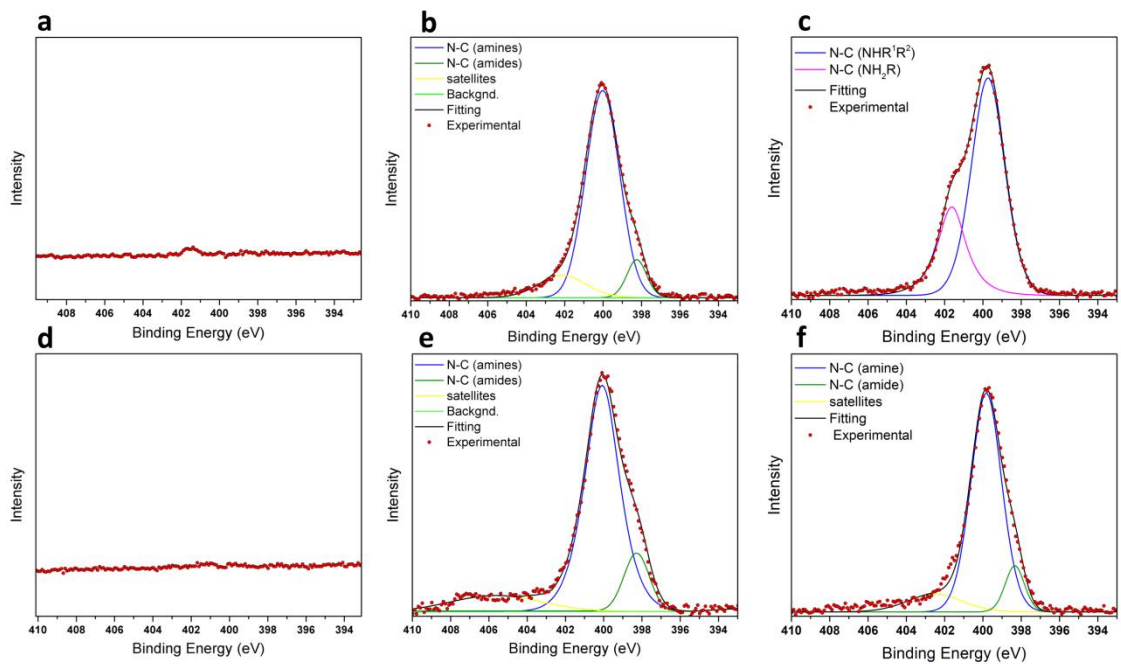 a
Intensity
408 406 404 402 400 398 396 394
Binding Energy (eV)
b
N-C (amines)
N-C (amides)
satellites
Backgnd.
Fitting
Experimental
Intensity
410 408 406 404 402 400 398 396 394
Binding Energy (eV)
c
N-C (NHR¹R²)
N-C (NH₂R)
Fitting
Experimental
Intensity
410 408 406 404 402 400 398 396 394
Binding Energy (eV)
d
Intensity
410 408 406 404 402 400 398 396 394
Binding Energy (eV)
e
N-C (amines)
N-C (amides)
satellites
Backgnd.
Fitting
Experimental
Intensity
410 408 406 404 402 400 398 396 394
Binding Energy (eV)
f
N-C (amine)
N-C (amide)
satellites
Fitting
Experimental
Intensity
410 408 406 404 402 400 398 396 394
Binding Energy (eV)